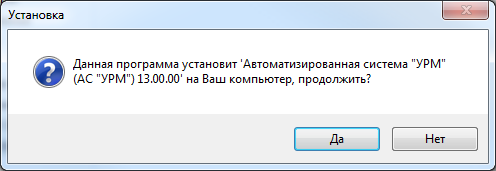 Установка
Данная программа установит 'Автоматизированная система "УРМ"
(АС "УРМ") 13.00.00' на Ваш компьютер, продолжить?
Да
Нет